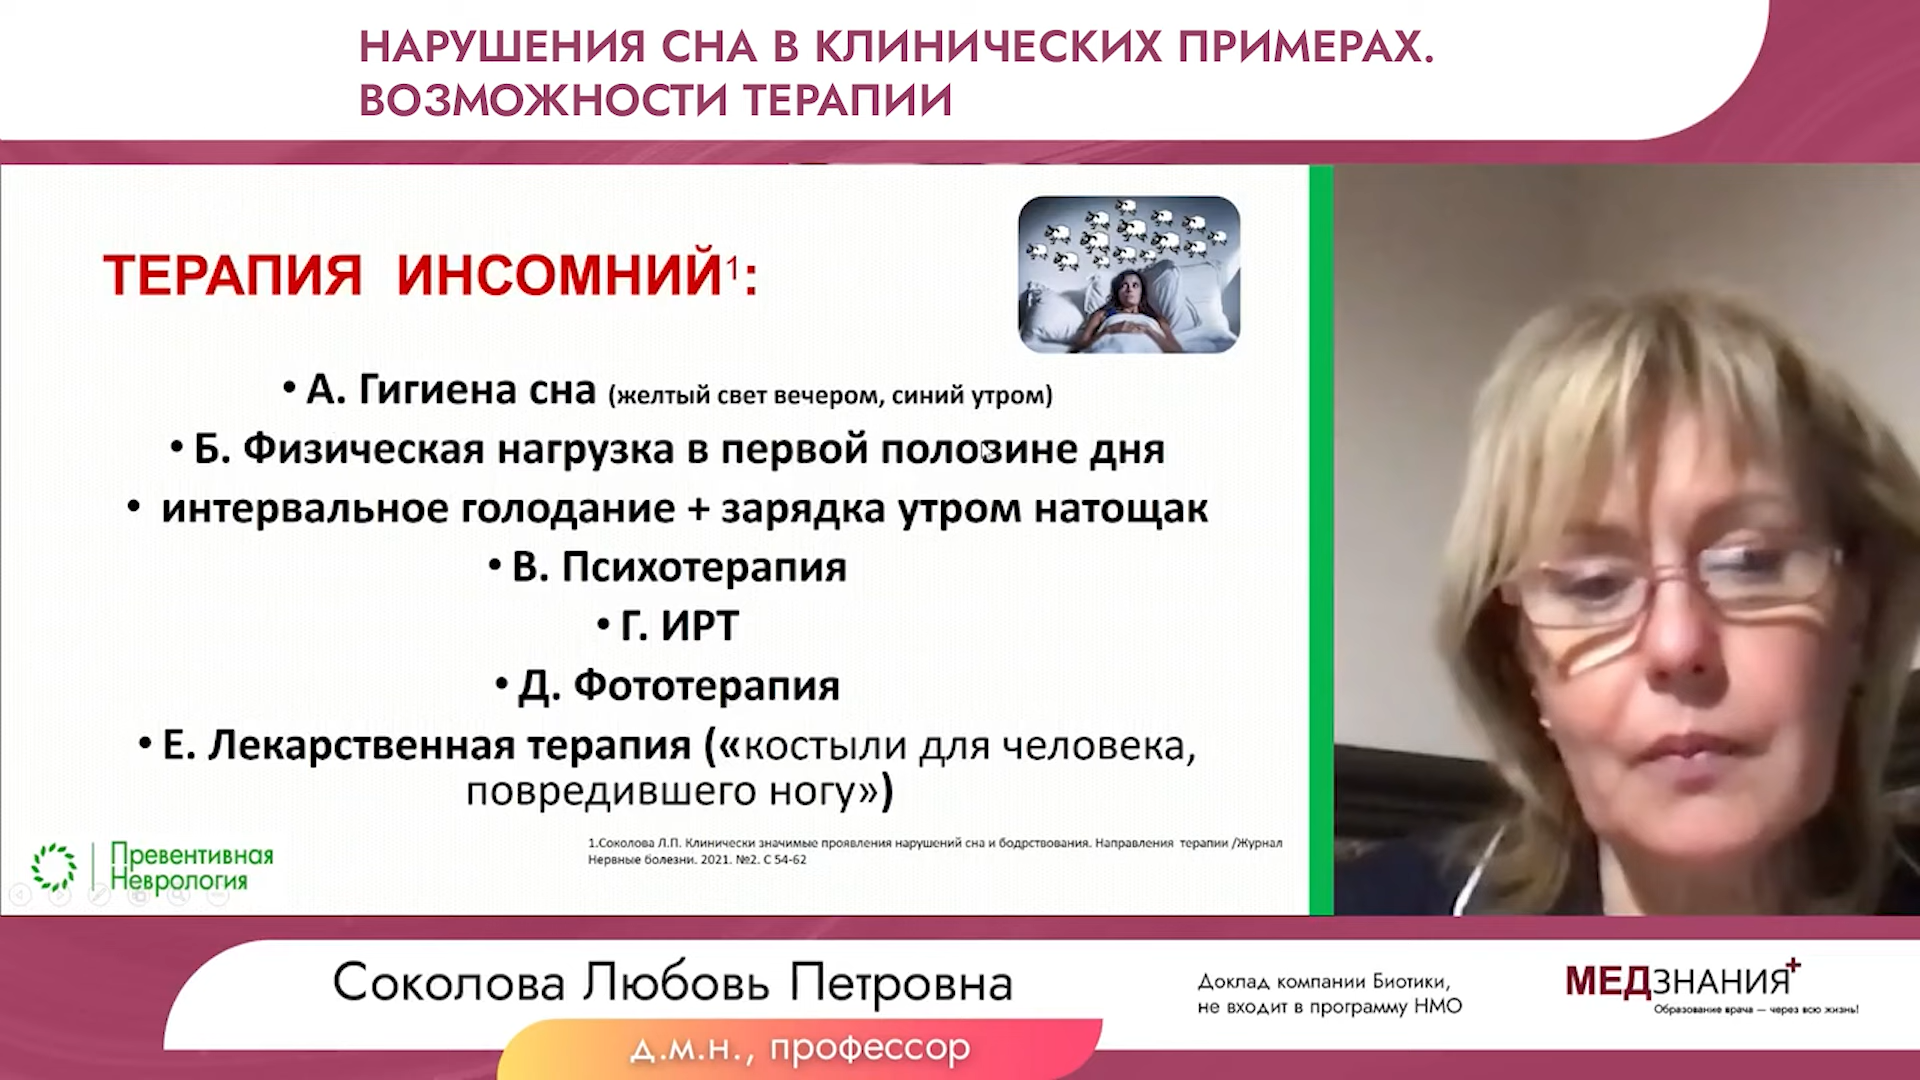 НАРУШЕНИЯ СНА В КЛИНИЧЕСКИХ ПРИМЕРАХ.
ВОЗМОЖНОСТИ ТЕРАПИИ
ТЕРАПИЯ ИНСОМНИЙ¹:
• А. Гигиена сна (желтый свет вечером, синий утром)
• Б. Физическая нагрузка в первой половине дня
• интервальное голодание + зарядка утром натощак
• В. Психотерапия
• Г. ИРТ
• Д. Фототерапия
• Е. Лекарственная терапия («костыли для человека,
повредившего ногу»)
1.Соколова Л.П. Клинически значимые проявления нарушений сна и бодрствования. Направления терапии /Журнал
Нервные болезни. 2021. №2. С 54-62
Превентивная
Неврология
Соколова Любовь Петровна
д.м.н., профессор
Доклад компании Биотики,
не входит в программу НМО
МЕДЗНАНИЯ+
Образование врача — через всю жизнь!